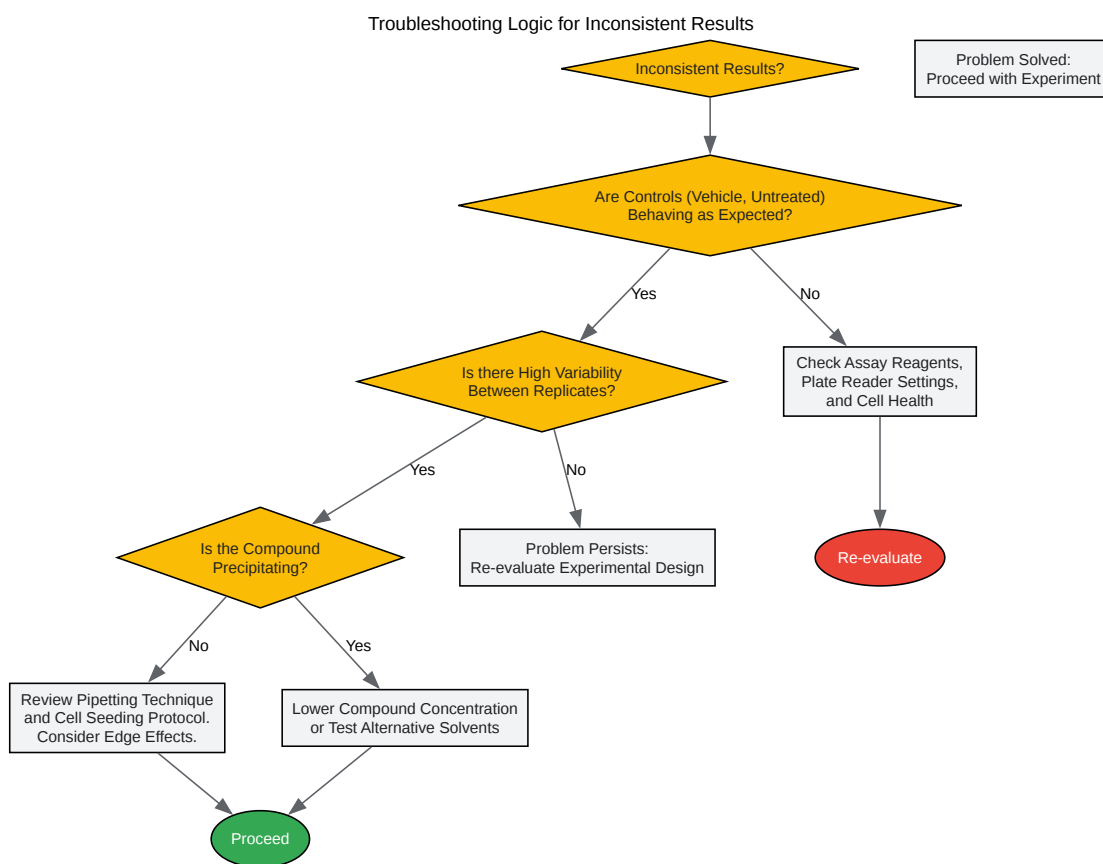 Troubleshooting Logic for Inconsistent Results
Inconsistent Results?
Problem Solved:
Proceed with Experiment
Are Controls (Vehicle, Untreated)
Behaving as Expected?
Yes
No
Is there High Variability
Between Replicates?
Check Assay Reagents,
Plate Reader Settings,
and Cell Health
Yes
No
Is the Compound
Precipitating?
Problem Persists:
Re-evaluate Experimental Design
Re-evaluate
No
Yes
Review Pipetting Technique
and Cell Seeding Protocol.
Consider Edge Effects.
Lower Compound Concentration
or Test Alternative Solvents
Proceed